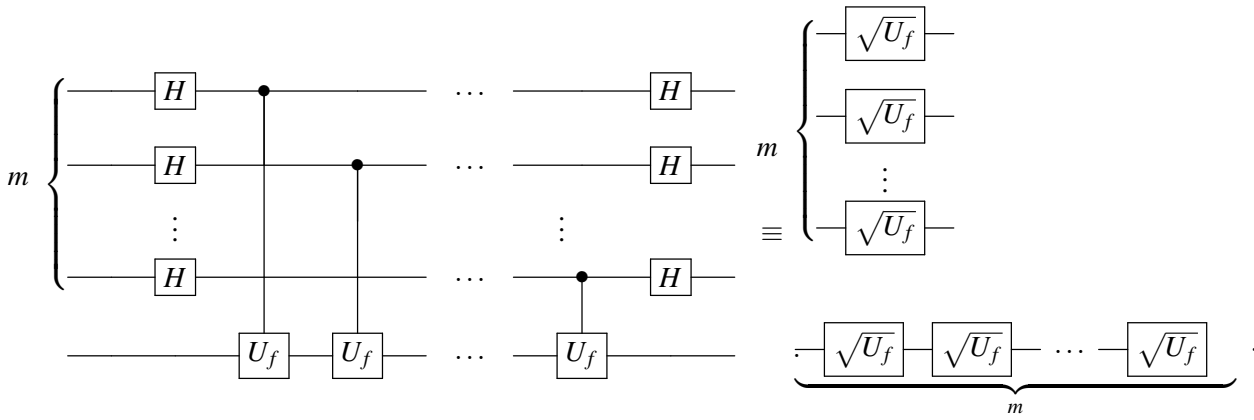 √U_f
H ⋯ H m √U_f
m H ⋯ H ⋮
⋮ ⋮ ≡ √U_f
H ⋯ H
U_f U_f ⋯ U_f . √U_f √U_f ⋯ √U_f .
m